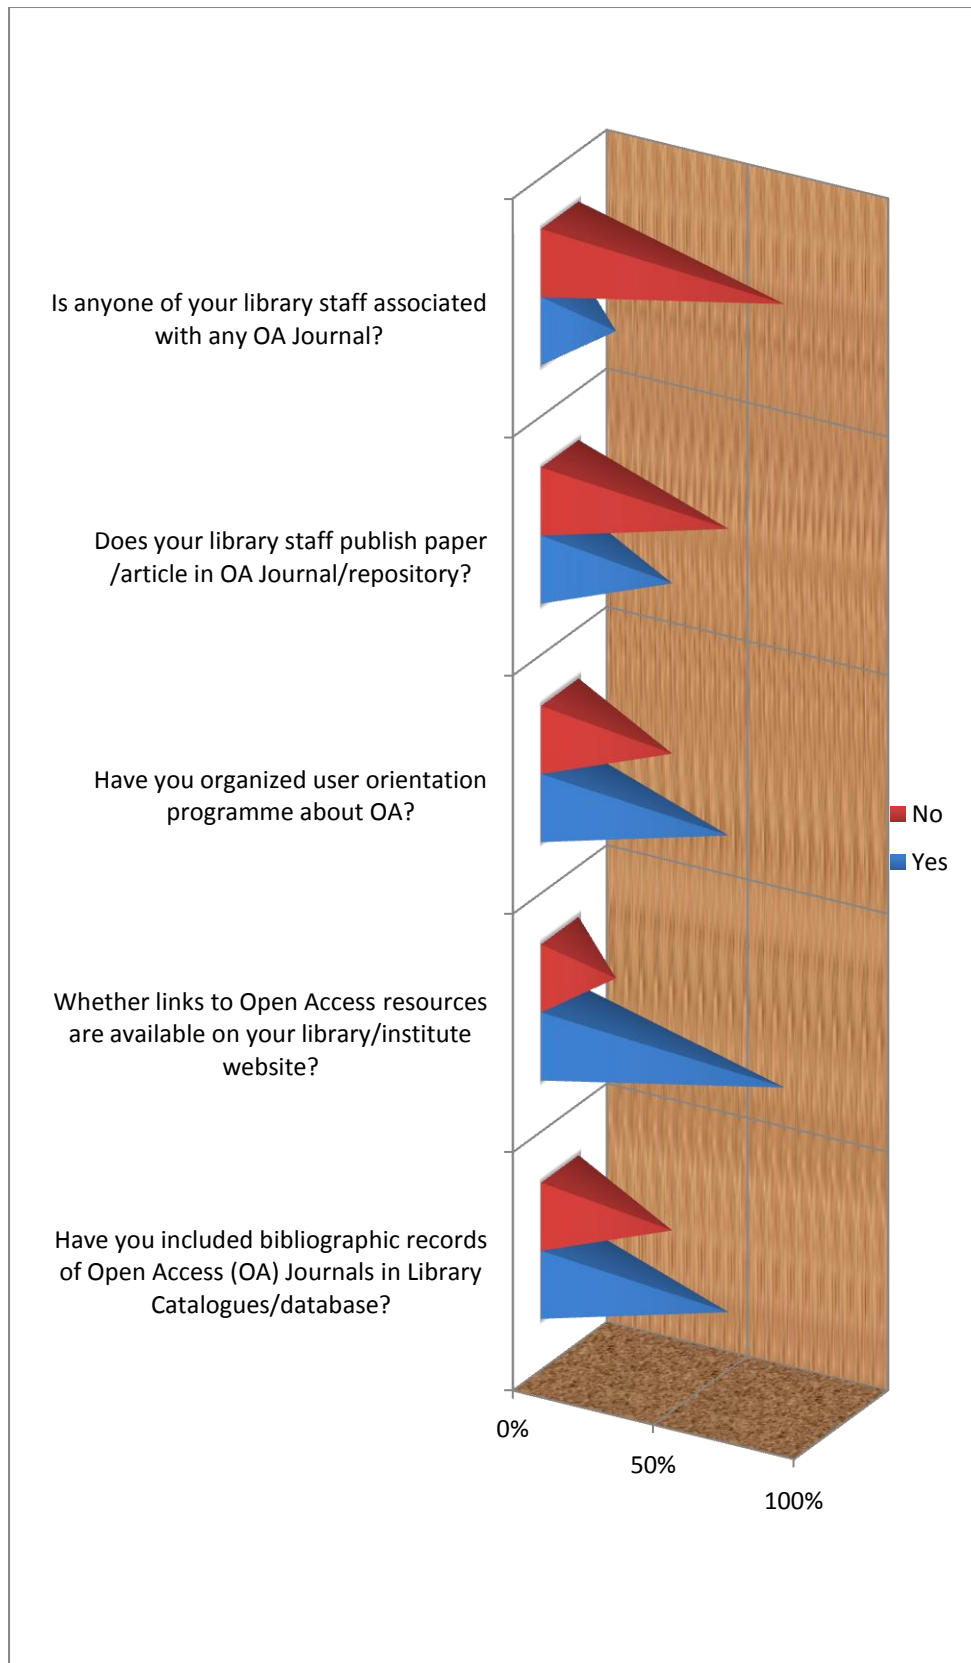 Is anyone of your library staff associated
with any OA Journal?
Does your library staff publish paper
/article in OA Journal/repository?
Have you organized user orientation
programme about OA?
No
Yes
Whether links to Open Access resources
are available on your library/institute
website?
Have you included bibliographic records
of Open Access (OA) Journals in Library
Catalogues/database?
0%
50%
100%